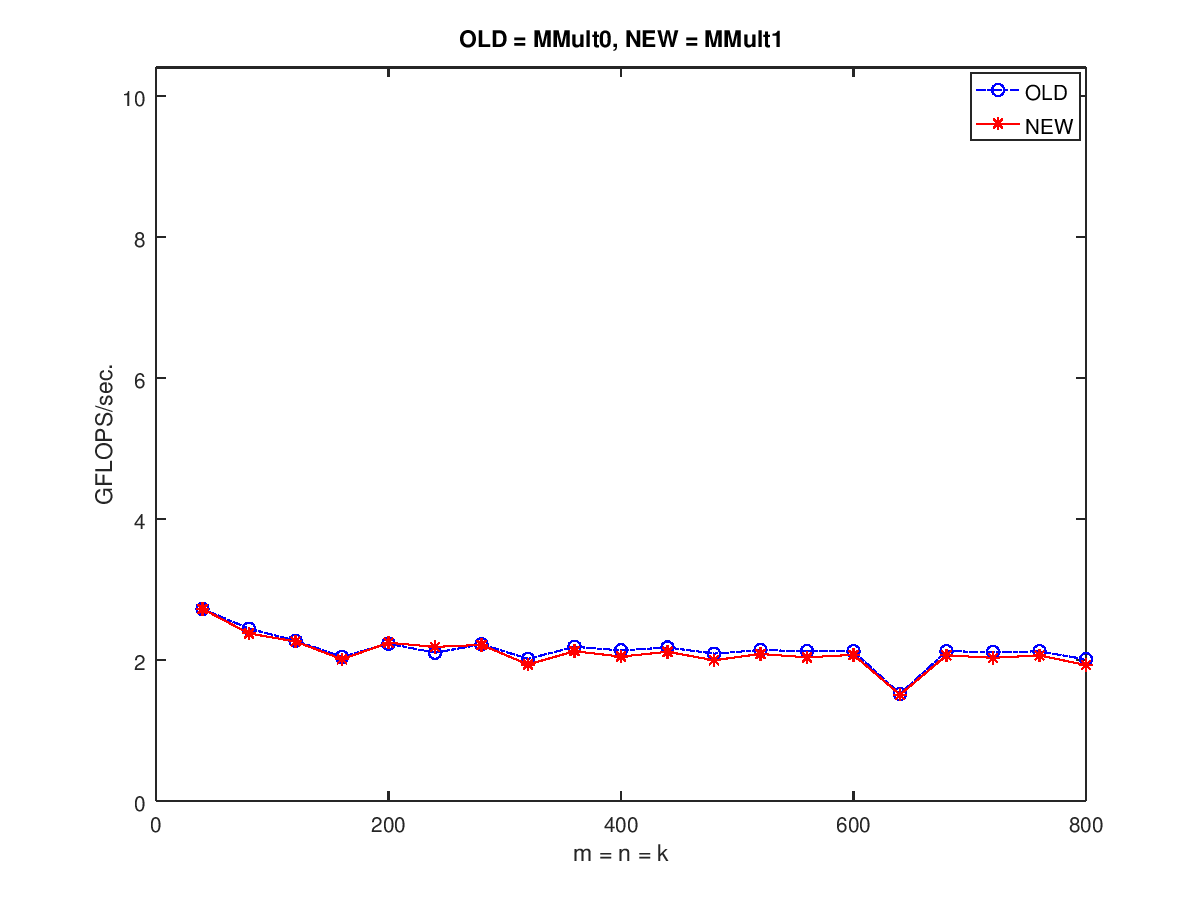 OLD = MMult0, NEW = MMult1
OLD
NEW
10
8
6
4
2
0
GFLOPS/sec.
0 200 400 600 800
m = n = k